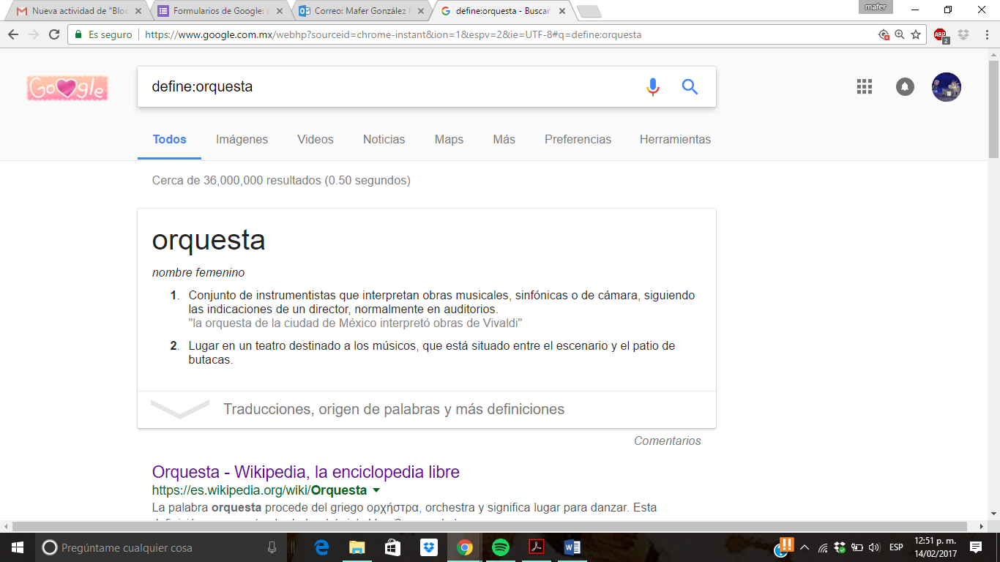 Nueva actividad de "Bloc
Formularios de Google: c
Correo: Mafer González
define:orquesta - Buscar
mafer
Es seguro
https://www.google.com.mx/webhp?sourceid=chrome-instant&ion=1&espv=2&ie=UTF-8#q=define:orquesta
ABP
2
Google
define:orquesta
Todos
Imágenes
Videos
Noticias
Maps
Más
Preferencias
Herramientas
Cerca de 36,000,000 resultados (0.50 segundos)
orquesta
nombre femenino
1. Conjunto de instrumentistas que interpretan obras musicales, sinfónicas o de cámara, siguiendo
las indicaciones de un director, normalmente en auditorios.
"la orquesta de la ciudad de México interpretó obras de Vivaldi"
2. Lugar en un teatro destinado a los músicos, que está situado entre el escenario y el patio de
butacas.
Traducciones, origen de palabras y más definiciones
Comentarios
Orquesta - Wikipedia, la enciclopedia libre
https://es.wikipedia.org/wiki/Orquesta
La palabra orquesta procede del griego ορχήστρα, orchestra y significa lugar para danzar. Esta
Pregúntame cualquier cosa
ESP
12:51 p. m.
14/02/2017